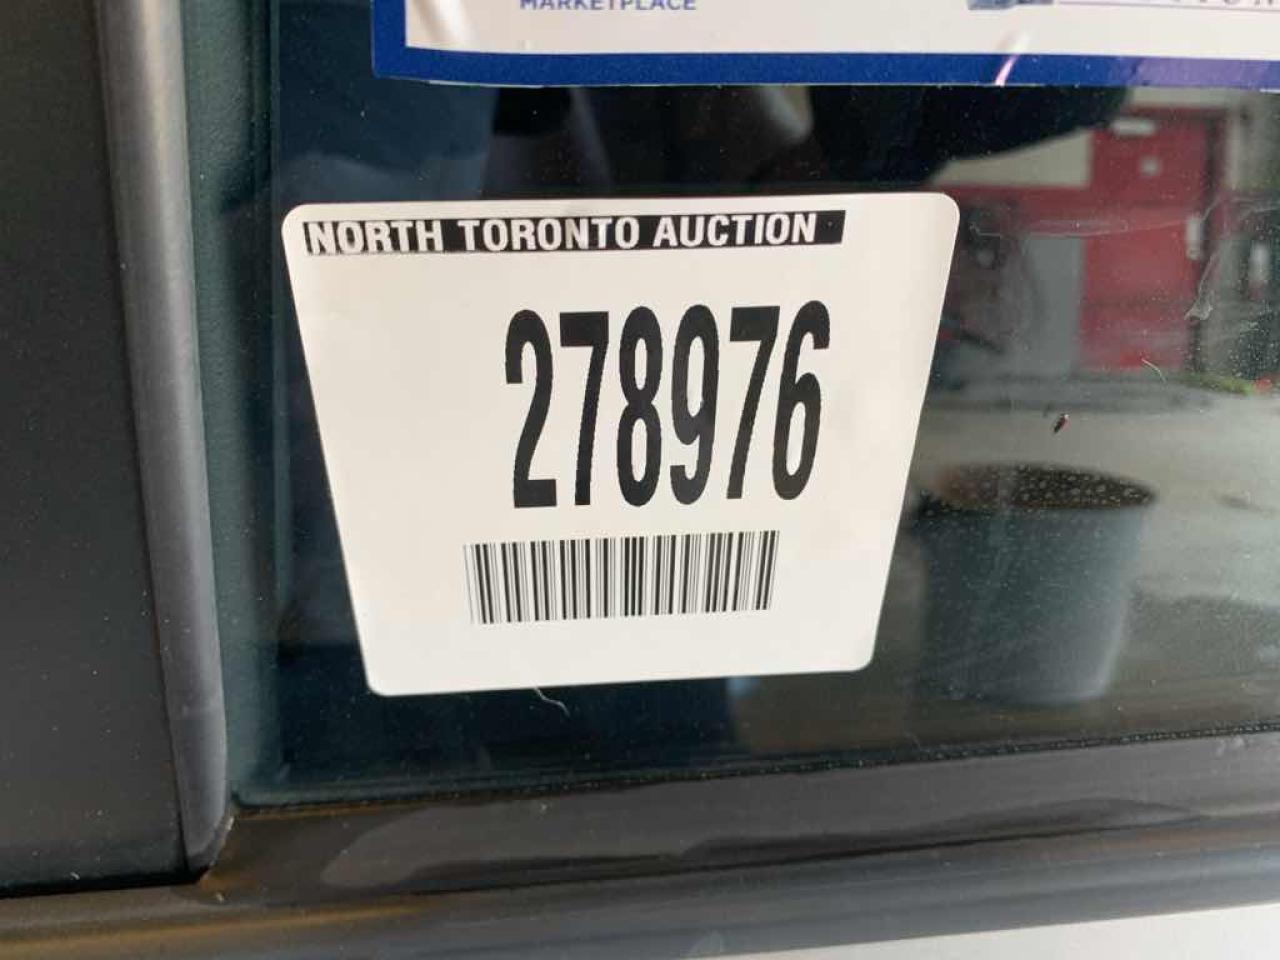 MARKETPLACE
NORTH TORONTO AUCTION
278976